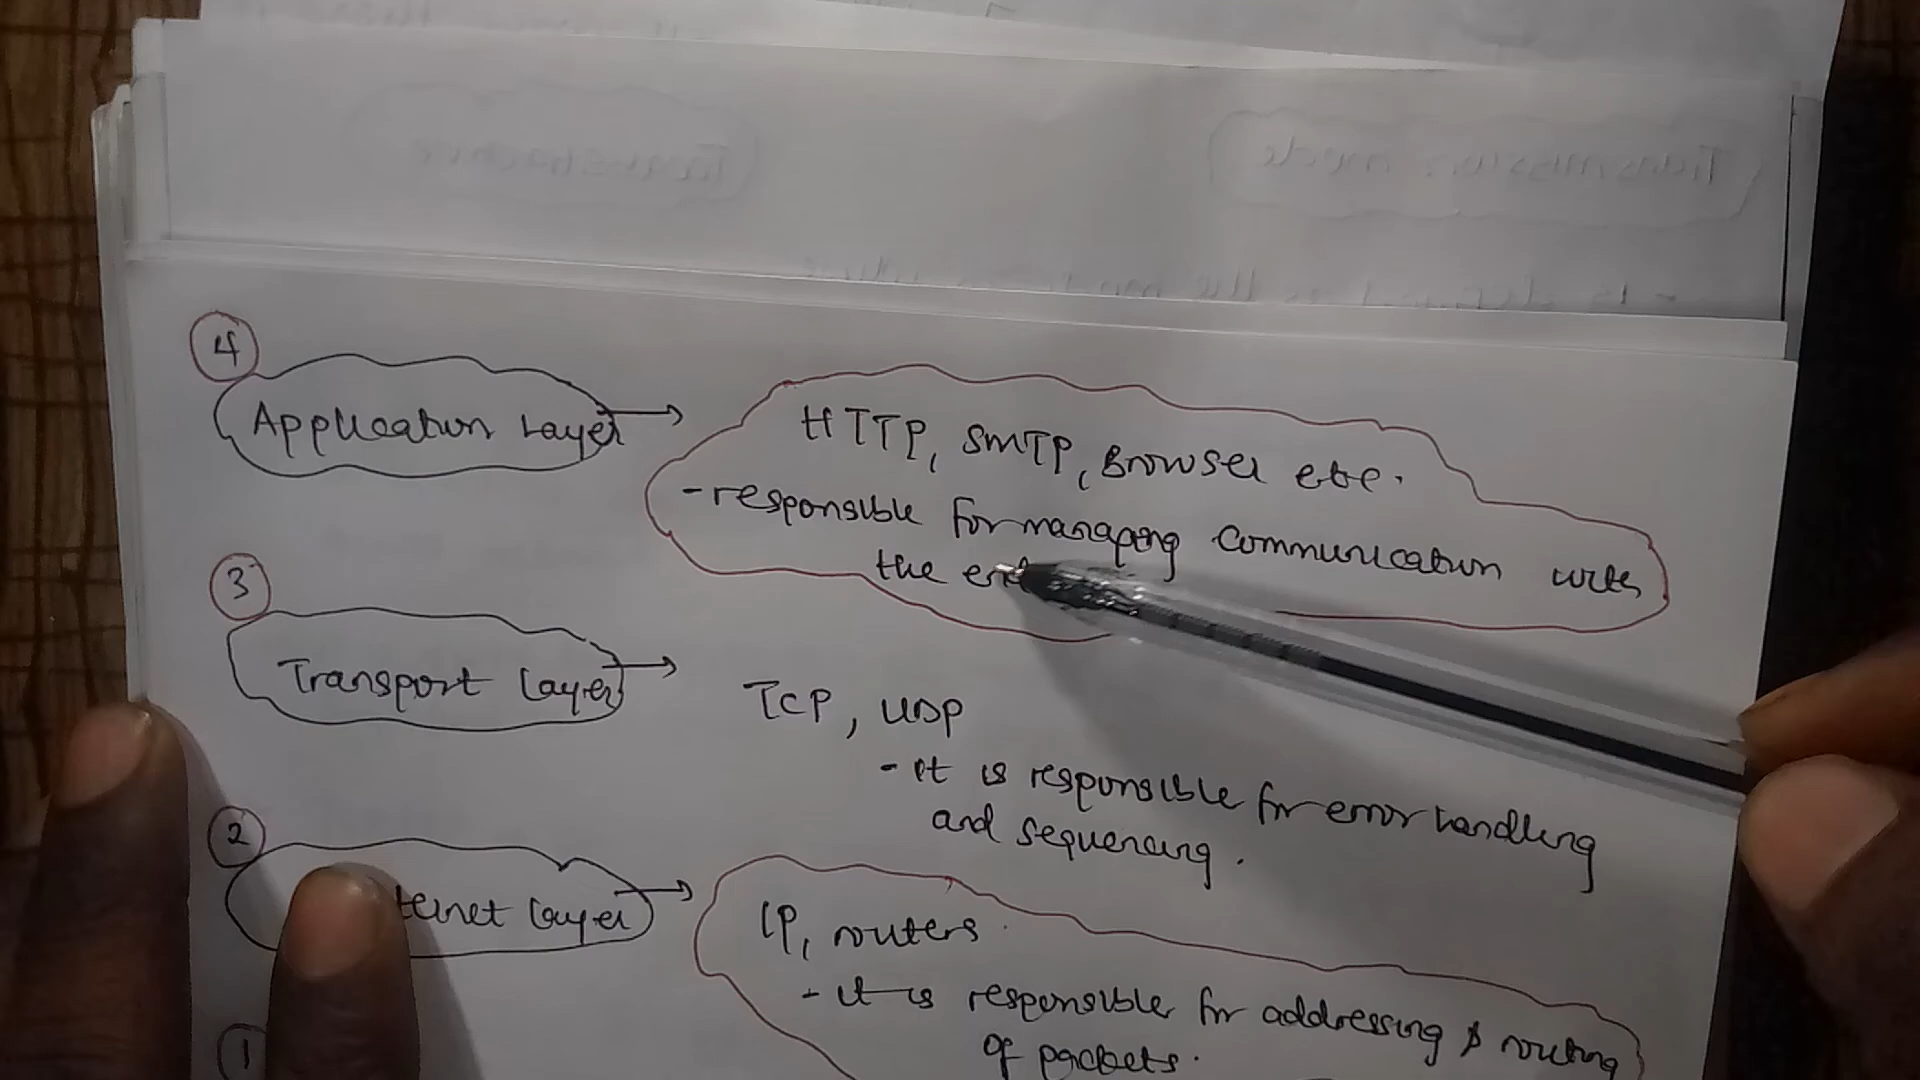 4
Application Layer → HTTP, SMTP, Browser etc.
- responsible for managing communication with
the end
3
Transport Layer → TCP, UDP
- it is responsible for error handling
and sequencing.
2
ternet Layer → IP, routers
- it is responsible for addressing & routing
of packets.
1